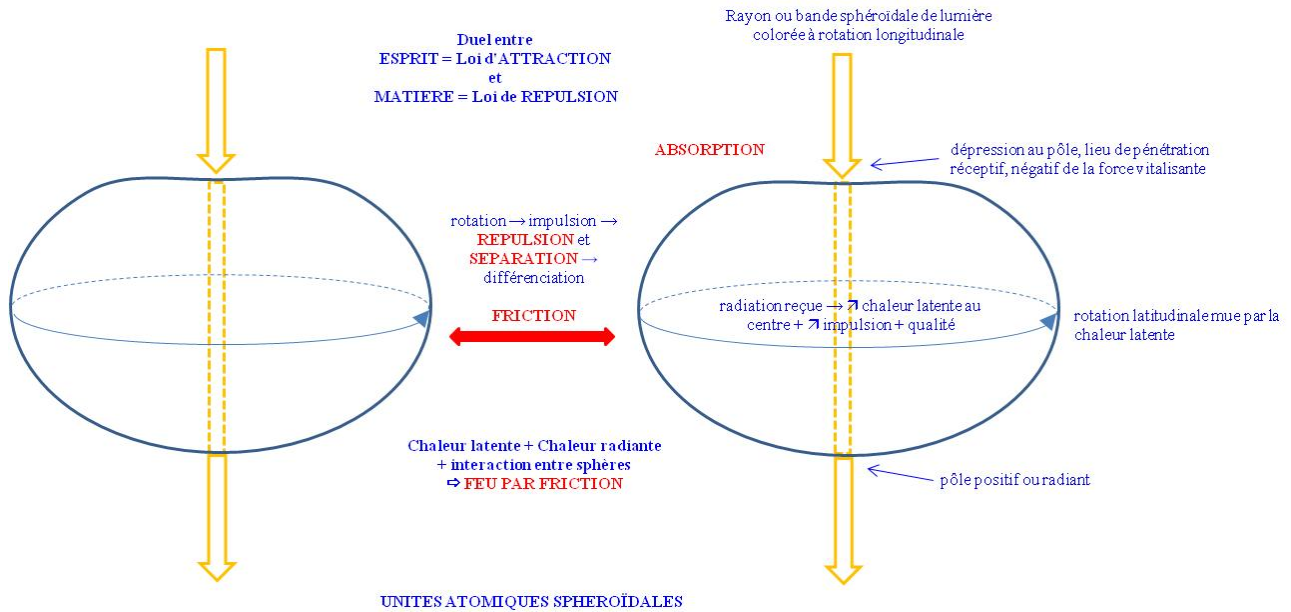 Rayon ou bande sphéroïdale de lumière
colorée à rotation longitudinale
Duel entre
ESPRIT = Loi d'ATTRACTION
et
MATIERE = Loi de REPULSION
ABSORPTION
dépression au pôle, lieu de pénétration
réceptif, négatif de la force vitalisante
rotation → impulsion →
REPULSION et
SEPARATION →
différenciation
FRICTION
radiation reçue → ↗ chaleur latente au
centre + ↗ impulsion + qualité
rotation latitudinale mue par la
chaleur latente
Chaleur latente + Chaleur radiante
+ interaction entre sphères
⇨ FEU PAR FRICTION
pôle positif ou radiant
UNITES ATOMIQUES SPHEROÏDALES